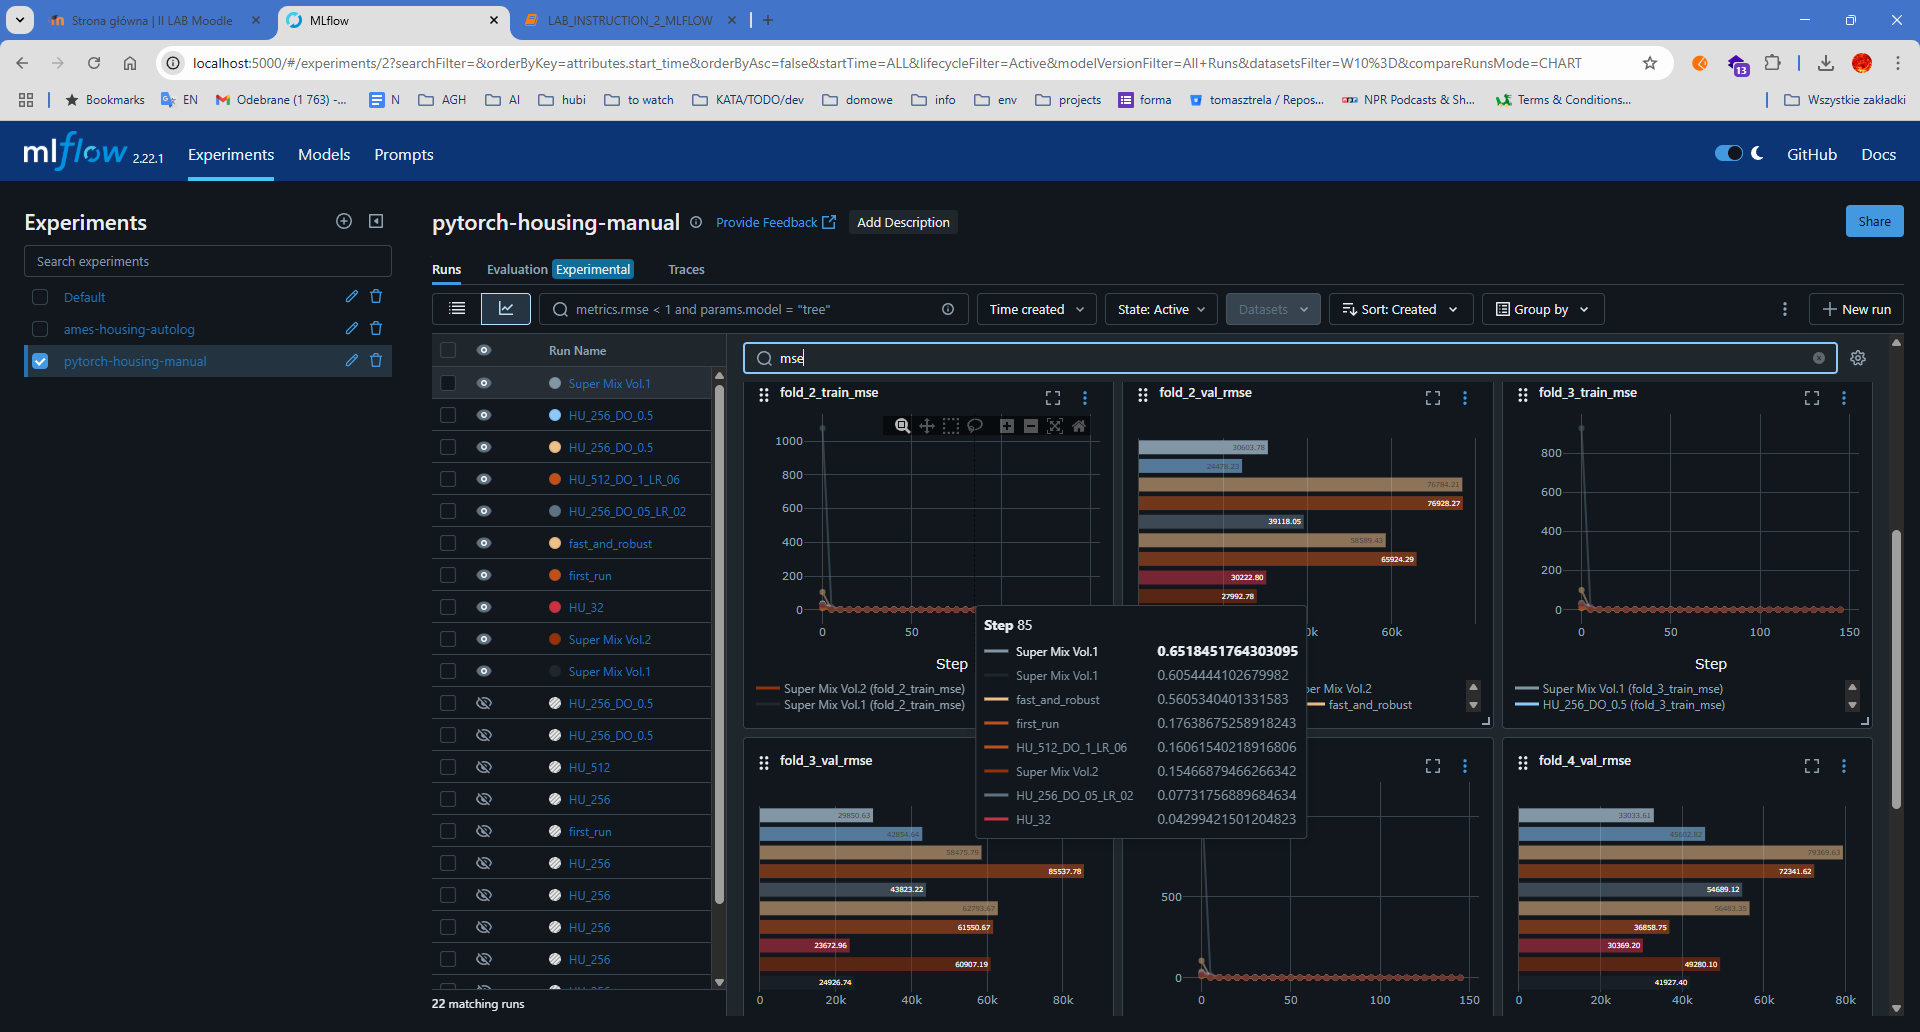 Strona główna | II LAB Moodle
MLflow
LAB_INSTRUCTION_2_MLFLOW
localhost:5000/#/experiments/2?searchFilter=&orderByKey=attributes.start_time&orderByAsc=false&startTime=ALL&lifecycleFilter=Active&modelVersionFilter=All+Runs&datasetsFilter=W10%3D&compareRunsMode=CHART
13
Bookmarks
EN
Odebrane (1 763) -...
N
AGH
AI
hubi
to watch
KATA/TODO/dev
domowe
info
env
projects
forma
tomasztrela / Repos...
NPR Podcasts & Sh...
Terms & Conditions...
Wszystkie zakładki
mlflow 2.22.1
Experiments
Models
Prompts
GitHub
Docs
Experiments
Search experiments
Default
ames-housing-autolog
pytorch-housing-manual
pytorch-housing-manual
Provide Feedback
Add Description
Share
Runs
Evaluation Experimental
Traces
metrics.rmse < 1 and params.model = "tree"
Time created
State: Active
Datasets
Sort: Created
Group by
New run
Run Name
Super Mix Vol.1
HU_256_DO_0.5
HU_256_DO_0.5
HU_512_DO_1_LR_06
HU_256_DO_05_LR_02
fast_and_robust
first_run
HU_32
Super Mix Vol.2
Super Mix Vol.1
HU_256_DO_0.5
HU_256_DO_0.5
HU_512
HU_256
first_run
HU_256
HU_256
HU_256
HU_256
22 matching runs
mse
fold_2_train_mse
1000
800
600
400
200
0
0
50
Step
Super Mix Vol.2 (fold_2_train_mse)
Super Mix Vol.1 (fold_2_train_mse)
fold_2_val_rmse
30603.78
24478.23
76784.21
76928.27
39118.05
58589.43
65924.29
30222.80
27992.78
60k
fast_and_robust
fold_3_train_mse
800
600
400
200
0
0
50
100
150
Step
Super Mix Vol.1 (fold_3_train_mse)
HU_256_DO_0.5 (fold_3_train_mse)
Step 85
Super Mix Vol.1 0.6518451764303095
Super Mix Vol.1 0.6054444102679982
fast_and_robust 0.5605340401331583
first_run 0.17638675258918243
HU_512_DO_1_LR_06 0.16061540218916806
Super Mix Vol.2 0.15466879466266342
HU_256_DO_05_LR_02 0.07731756889684634
HU_32 0.04299421501204823
fold_3_val_rmse
29850.63
42854.64
58475.79
85537.78
43823.22
62793.67
61550.67
23672.96
60907.19
24926.74
0
20k
40k
60k
80k
500
0
0
50
100
150
fold_4_val_rmse
33033.61
45602.82
79369.63
72341.62
54689.12
56483.35
36858.75
30369.20
49280.10
41927.40
0
20k
40k
60k
80k